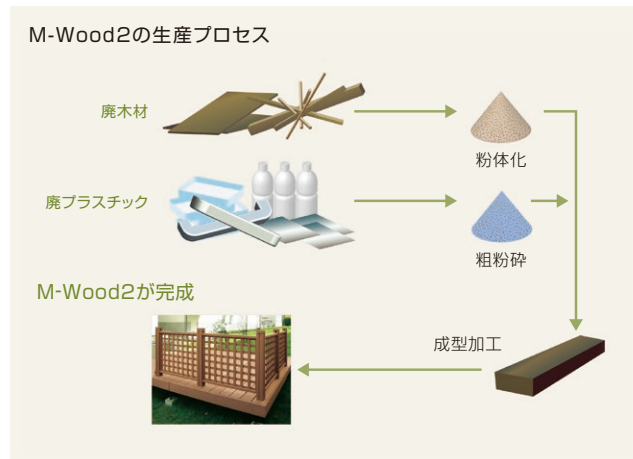 M-Wood2の生産プロセス
廃木材
粉体化
廃プラスチック
粗粉砕
M-Wood2が完成
成型加工